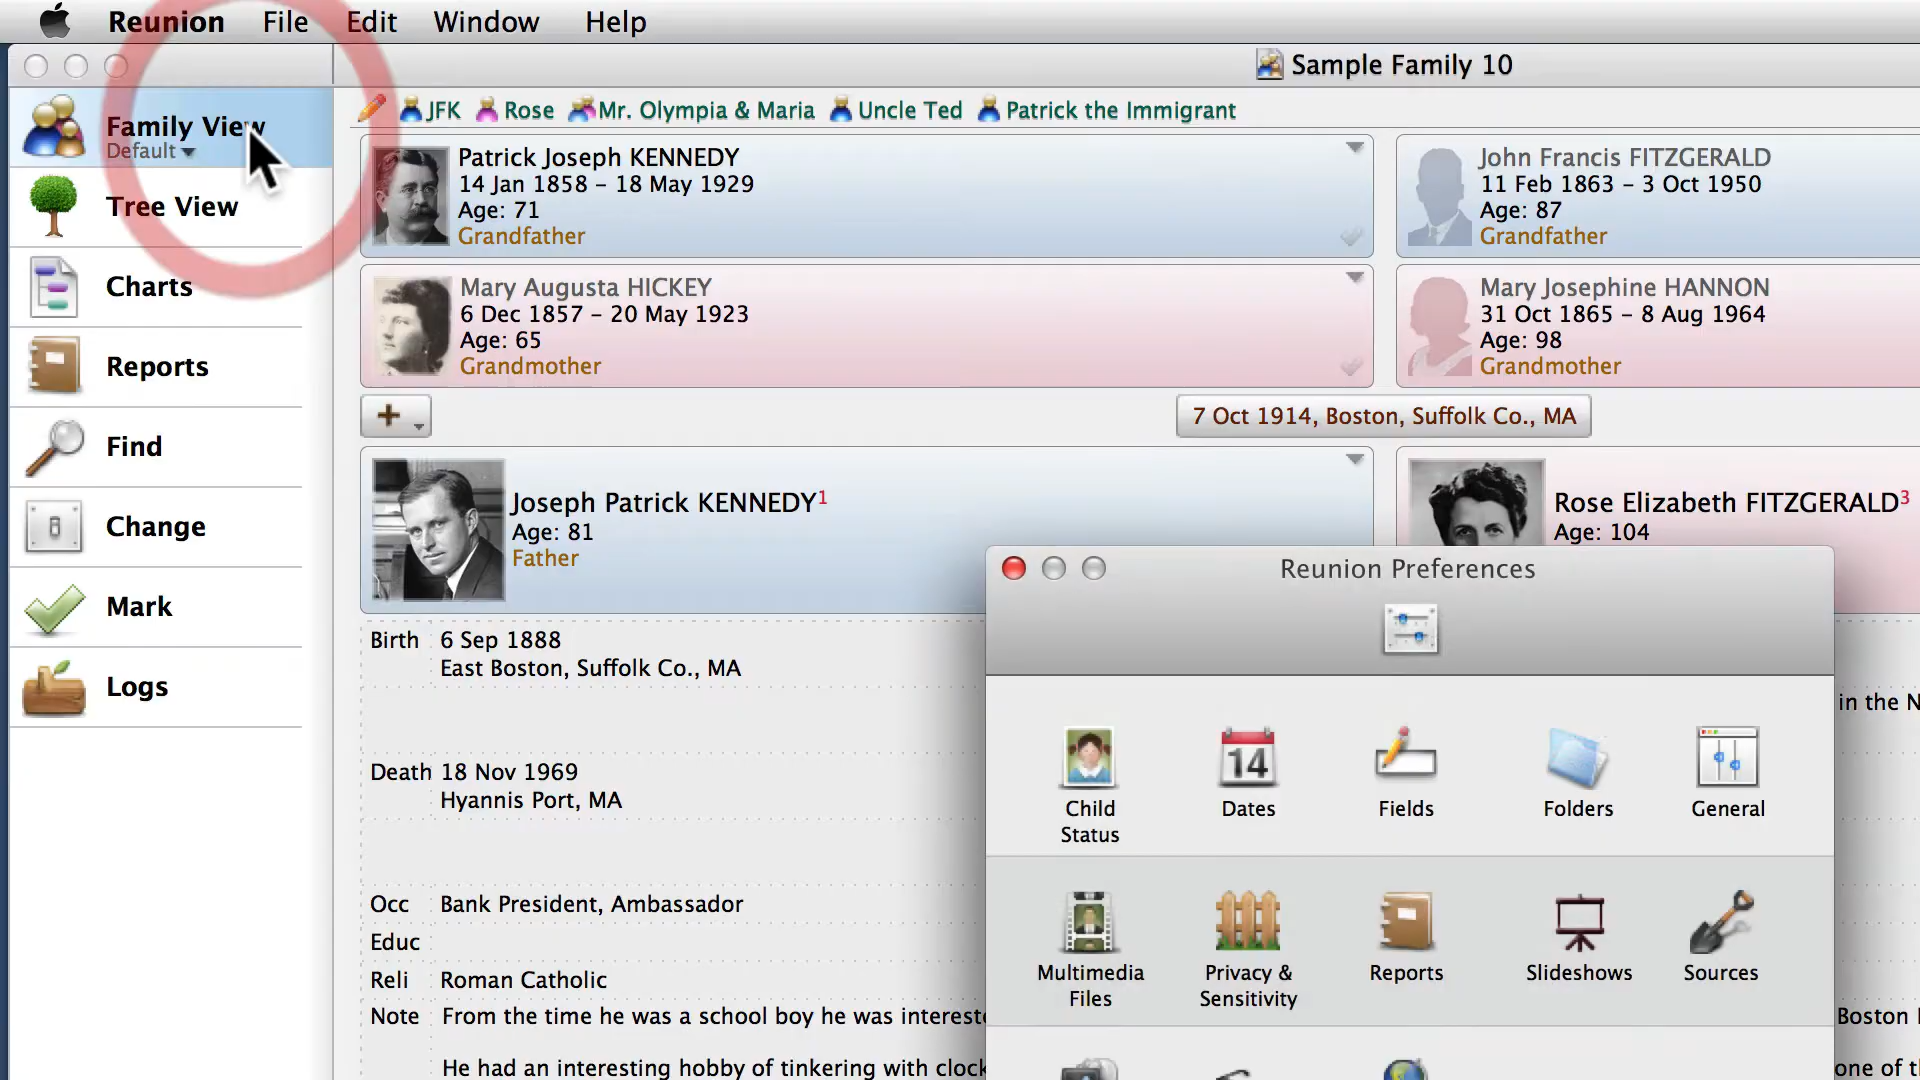 Reunion File Edit Window Help
Sample Family 10
Family View
Default
Tree View
Charts
Reports
Find
Change
Mark
Logs
JFK Rose Mr. Olympia & Maria Uncle Ted Patrick the Immigrant
Patrick Joseph KENNEDY
14 Jan 1858 – 18 May 1929
Age: 71
Grandfather
John Francis FITZGERALD
11 Feb 1863 – 3 Oct 1950
Age: 87
Grandfather
Mary Augusta HICKEY
6 Dec 1857 – 20 May 1923
Age: 65
Grandmother
Mary Josephine HANNON
31 Oct 1865 – 8 Aug 1964
Age: 98
Grandmother
7 Oct 1914, Boston, Suffolk Co., MA
Joseph Patrick KENNEDY1
Age: 81
Father
Rose Elizabeth FITZGERALD3
Age: 104
Birth 6 Sep 1888
East Boston, Suffolk Co., MA
Death 18 Nov 1969
Hyannis Port, MA
Occ Bank President, Ambassador
Educ
Reli Roman Catholic
Note From the time he was a school boy he was
He had an interesting hobby of tinkering with
in the
Boston
one of
Reunion Preferences
Child
Status
Dates
14
Fields
Folders
General
Multimedia
Files
Privacy &
Sensitivity
Reports
Slideshows
Sources